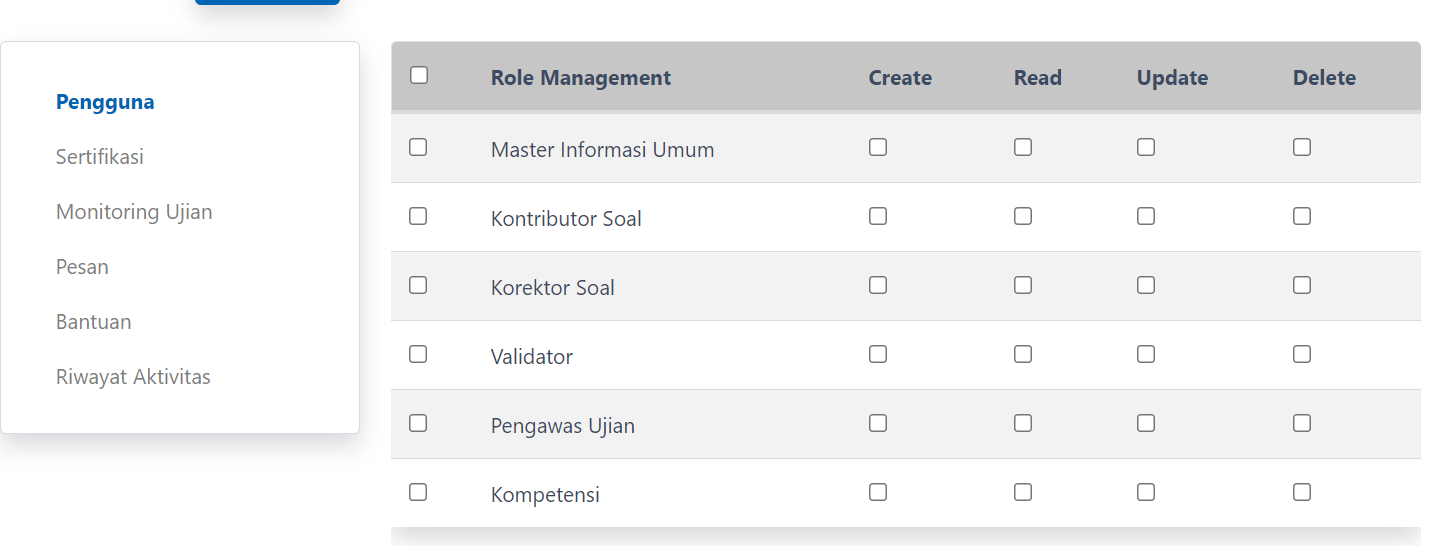 Pengguna
Sertifikasi
Monitoring Ujian
Pesan
Bantuan
Riwayat Aktivitas
Role Management Create Read Update Delete
Master Informasi Umum
Kontributor Soal
Korektor Soal
Validator
Pengawas Ujian
Kompetensi